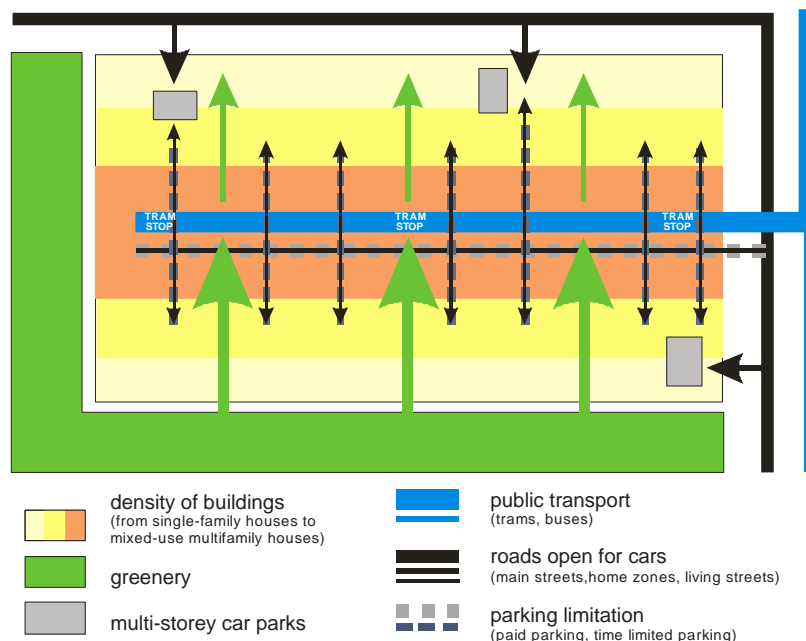 TRAM TRAM TRAM
STOP STOP STOP
density of buildings
(from single-family houses to
mixed-use multifamily houses)
greenery
multi-storey car parks
public transport
(trams, buses)
roads open for cars
(main streets,home zones, living streets)
parking limitation
(paid parking, time limited parking)